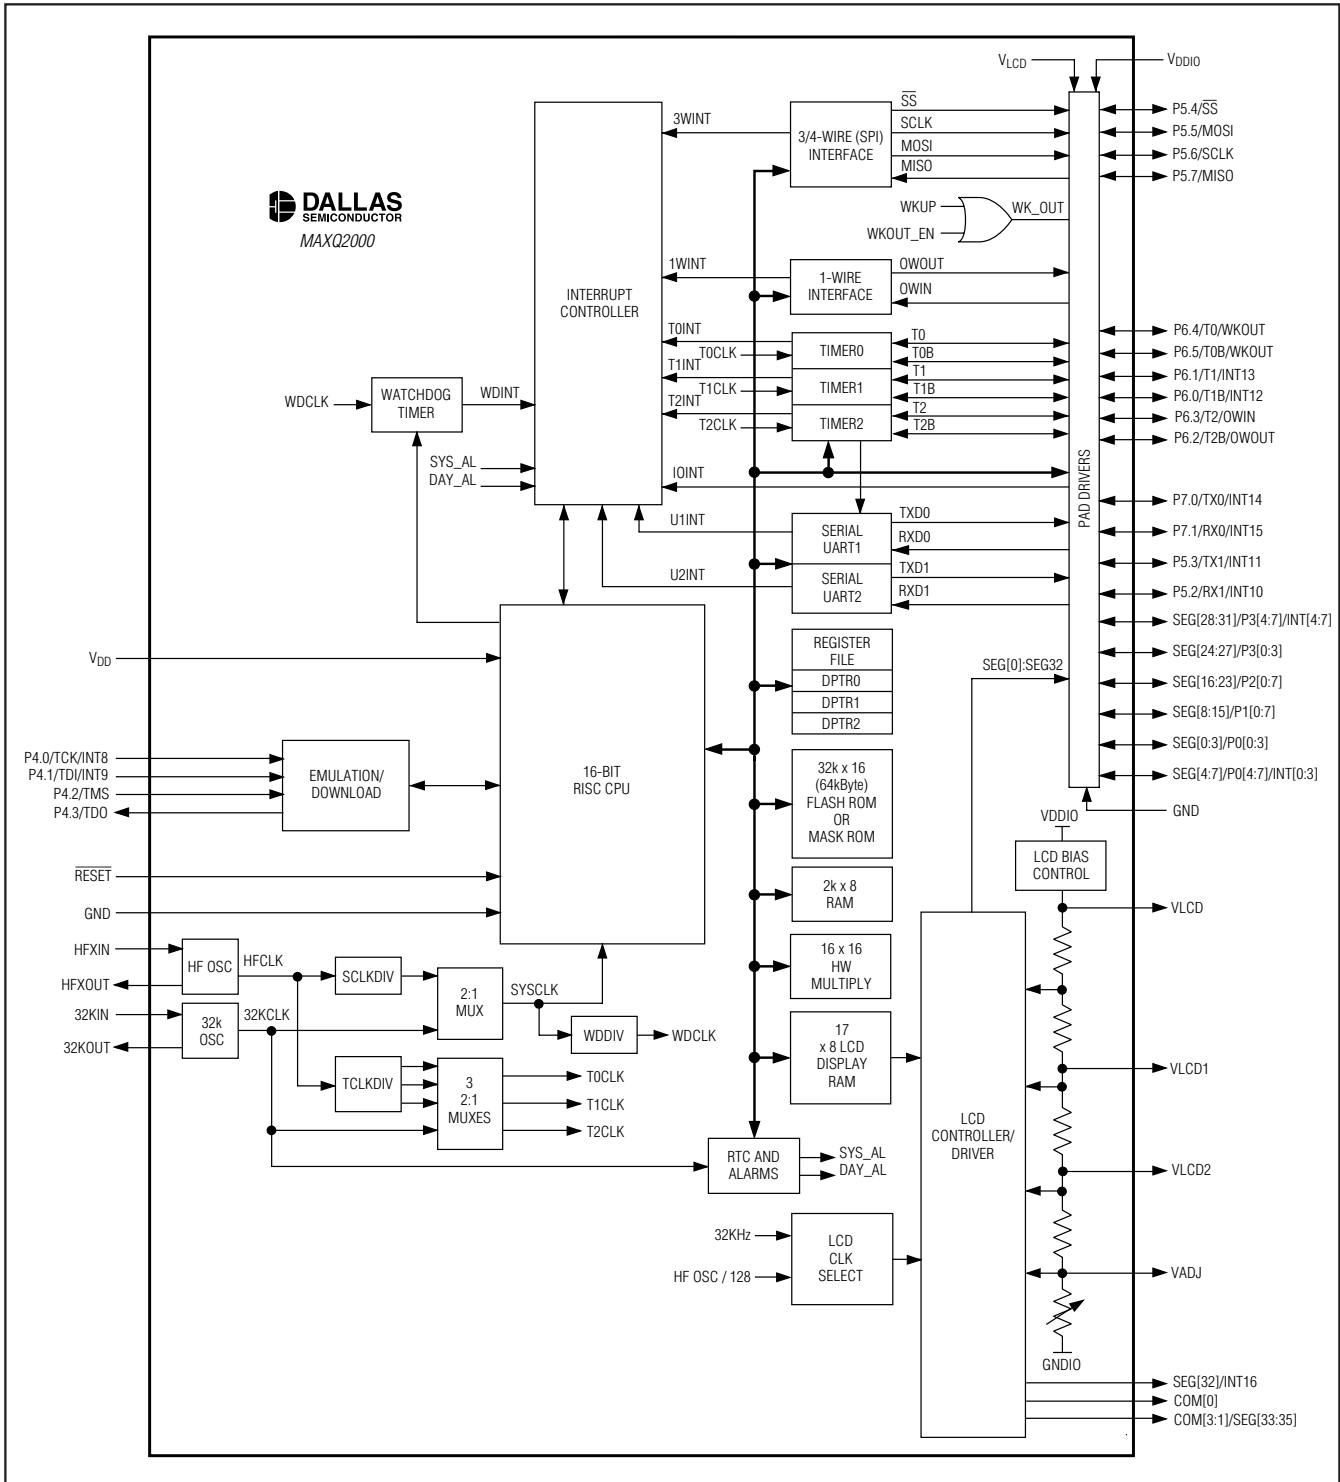 DALLAS
SEMICONDUCTOR
MAXQ2000
VLCD
VDDIO
3WINT
3/4-WIRE (SPI)
INTERFACE
SS
SCLK
MOSI
MISO
P5.4/SS
P5.5/MOSI
P5.6/SCLK
P5.7/MISO
WKUP
WKOUT_EN
WK_OUT
1WINT
1-WIRE
INTERFACE
OWOUT
OWIN
INTERRUPT
CONTROLLER
T0INT
T0CLK
T1INT
T1CLK
T2INT
T2CLK
TIMER0
TIMER1
TIMER2
T0
T0B
T1
T1B
T2
T2B
P6.4/T0/WKOUT
P6.5/T0B/WKOUT
P6.1/T1/INT13
P6.0/T1B/INT12
P6.3/T2/OWIN
P6.2/T2B/OWOUT
WDCLK
WATCHDOG
TIMER
WDINT
SYS_AL
DAY_AL
IOINT
PAD DRIVERS
U1INT
U2INT
SERIAL
UART1
SERIAL
UART2
TXD0
RXD0
TXD1
RXD1
P7.0/TX0/INT14
P7.1/RX0/INT15
P5.3/TX1/INT11
P5.2/RX1/INT10
SEG[28:31]/P3[4:7]/INT[4:7]
SEG[24:27]/P3[0:3]
SEG[16:23]/P2[0:7]
SEG[8:15]/P1[0:7]
SEG[0:3]/P0[0:3]
SEG[4:7]/P0[4:7]/INT[0:3]
GND
VDD
REGISTER
FILE
DPTR0
DPTR1
DPTR2
SEG[0]:SEG32
P4.0/TCK/INT8
P4.1/TDI/INT9
P4.2/TMS
P4.3/TDO
EMULATION/
DOWNLOAD
16-BIT
RISC CPU
32k x 16
(64kByte)
FLASH ROM
OR
MASK ROM
VDDIO
LCD BIAS
CONTROL
RESET
GND
2k x 8
RAM
VLCD
HFXIN
HFXOUT
32KIN
32KOUT
HF OSC
32k
OSC
HFCLK
32KCLK
SCLKDIV
2:1
MUX
SYSCLK
WDDIV
WDCLK
16 x 16
HW
MULTIPLY
17
x 8 LCD
DISPLAY
RAM
TCLKDIV
3
2:1
MUXES
T0CLK
T1CLK
T2CLK
VLCD1
LCD
CONTROLLER/
DRIVER
RTC AND
ALARMS
SYS_AL
DAY_AL
VLCD2
32KHz
HF OSC / 128
LCD
CLK
SELECT
VADJ
GNDIO
SEG[32]/INT16
COM[0]
COM[3:1]/SEG[33:35]